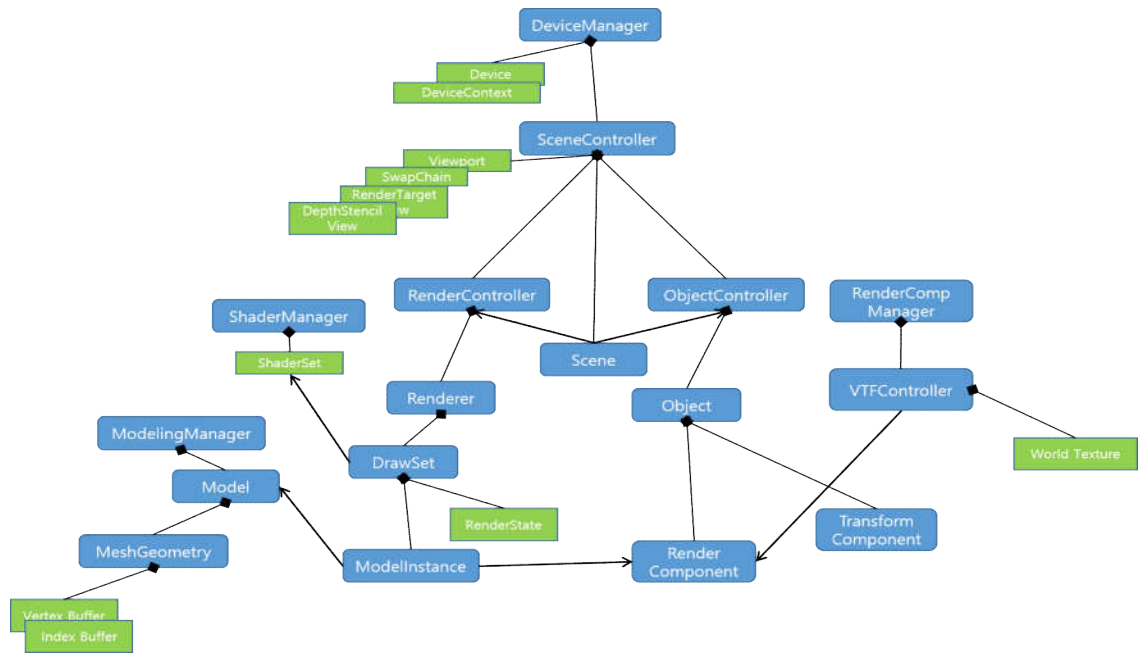 DeviceManager
Device
DeviceContext
SceneController
Viewport
SwapChain
RenderTarget
DepthStencil
View
RenderController
ObjectController
RenderComp
Manager
ShaderManager
ShaderSet
Scene
Renderer
Object
VTFController
ModelingManager
DrawSet
World Texture
Model
RenderState
Transform
Component
MeshGeometry
ModelInstance
Render
Component
Vertex Buffer
Index Buffer